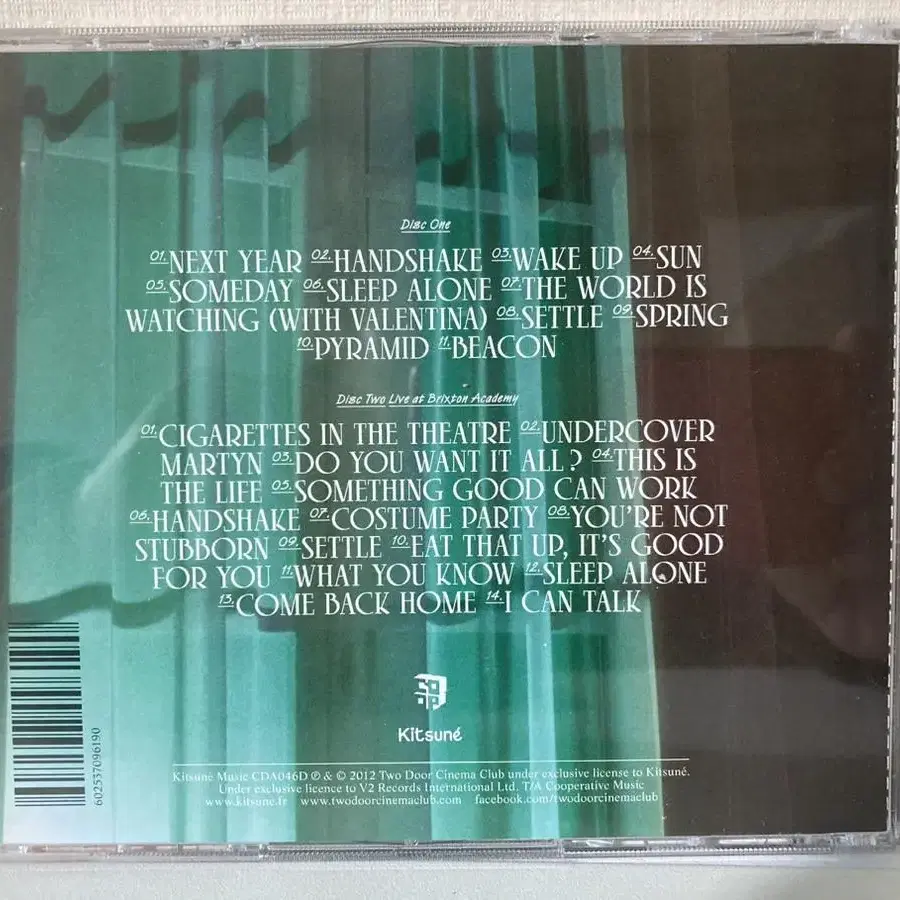 Disc One
01.NEXT YEAR 02.HANDSHAKE 03.WAKE UP 04.SUN
05.SOMEDAY 06.SLEEP ALONE 07.THE WORLD IS
WATCHING (WITH VALENTINA) 08.SETTLE 09.SPRING
10.PYRAMID 11.BEACON
Disc Two Live at Brixton Academy
01.CIGARETTES IN THE THEATRE 02.UNDERCOVER
MARTYN 03.DO YOU WANT IT ALL? 04.THIS IS
THE LIFE 05.SOMETHING GOOD CAN WORK
06.HANDSHAKE 07.COSTUME PARTY 08.YOU'RE NOT
STUBBORN 09.SETTLE 10.EAT THAT UP, IT'S GOOD
FOR YOU 11.WHAT YOU KNOW 12.SLEEP ALONE
13.COME BACK HOME 14.I CAN TALK
Kitsuné
Kitsuné Music CDA046D ℗ & © 2012 Two Door Cinema Club under exclusive license to Kitsuné.
Under exclusive licence to V2 Records International Ltd. T/A Cooperative Music
www.kitsune.fr www.twodoorcinemaclub.com facebook.com/twodoorcinemaclub
602537096190